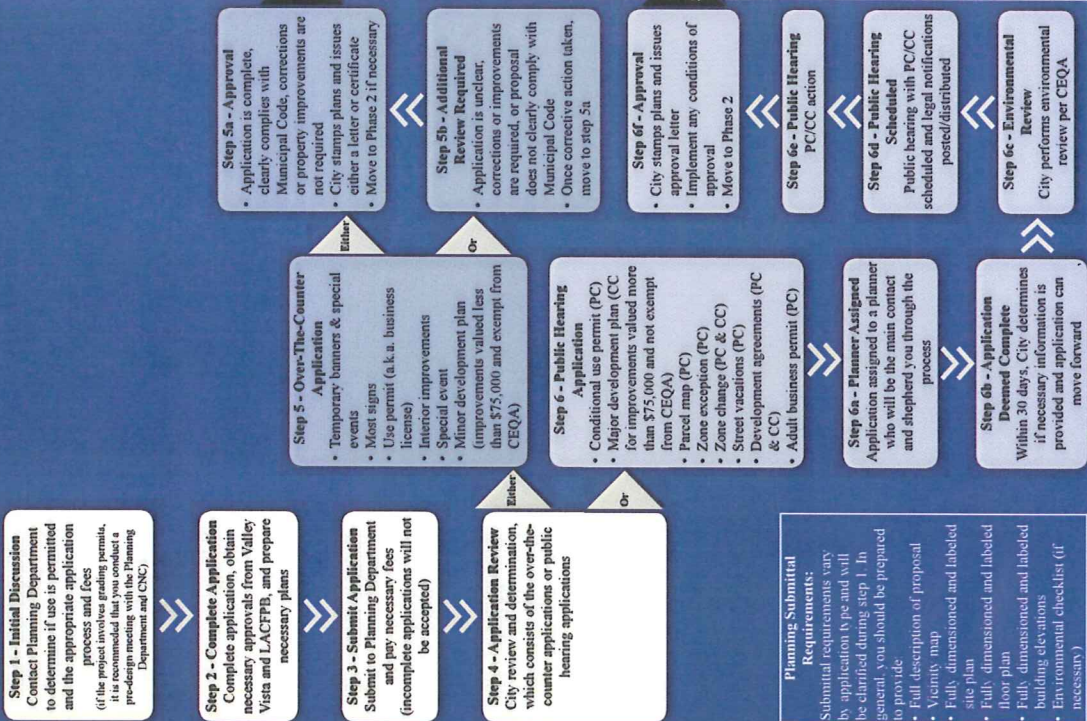 Step 1 - Initial Discussion
Contact Planning Department
to determine if use is permitted
and the appropriate application
process and fees
(if the project involves grading permits,
it is recommended that you conduct a
pre-design meeting with the Planning
Department and CNC)
Step 2 - Complete Application
Complete application, obtain
necessary approvals from Valley
Vista and LACFPB, and prepare
necessary plans
Step 3 - Submit Application
Submit to Planning Department
and pay necessary fees
(incomplete applications will not
be accepted)
Step 4 - Application Review
City review and determination,
which consists of the over-the-
counter applications or public
hearing applications
Either
Or
Planning Submittal
Requirements:
Submittal requirements vary
by application type and will
be clarified during step 1. In
general, you should be prepared
to provide
• Full description of proposal
• Vicinity map
• Fully dimensioned and labeled
site plan
• Fully dimensioned and labeled
floor plan
• Fully dimensioned and labeled
building elevations
• Environmental checklist (if
necessary)
Step 5 - Over-The-Counter
Application
• Temporary banners & special
events
• Most signs
• Use permit (a.k.a. business
license)
• Interior improvements
• Special event
• Minor development plan
(improvements valued less
than $75,000 and exempt from
CEQA)
Either
Or
Step 5a - Approval
• Application is complete,
clearly complies with
Municipal Code, corrections
or property improvements are
not required
• City stamps plans and issues
either a letter or certificate
• Move to Phase 2 if necessary
Step 5b - Additional
Review Required
• Application is unclear,
corrections or improvements
are required, or proposal
does not clearly comply with
Municipal Code
• Once corrective action taken,
move to step 5a
Step 6 - Public Hearing
Application
• Conditional use permit (PC)
• Major development plan (CC
for improvements valued more
than $75,000 and not exempt
from CEQA)
• Parcel map (PC)
• Zone exception (PC)
• Zone change (PC & CC)
• Street vacations (PC)
• Development agreements (PC
& CC)
• Adult business permit (PC)
Step 6a - Planner Assigned
Application assigned to a planner
who will be the main contact
and shepherd you through the
process
Step 6b - Application
Deemed Complete
Within 30 days, City determines
if necessary information is
provided and application can
move forward
Step 6c - Environmental
Review
City performs environmental
review per CEQA
Step 6d - Public Hearing
Scheduled
Public hearing with PC/CC
scheduled and legal notifications
posted/distributed
Step 6e - Public Hearing
PC/CC action
Step 6f - Approval
• City stamps plans and issues
approval letter
• Implement any conditions of
approval
• Move to Phase 2